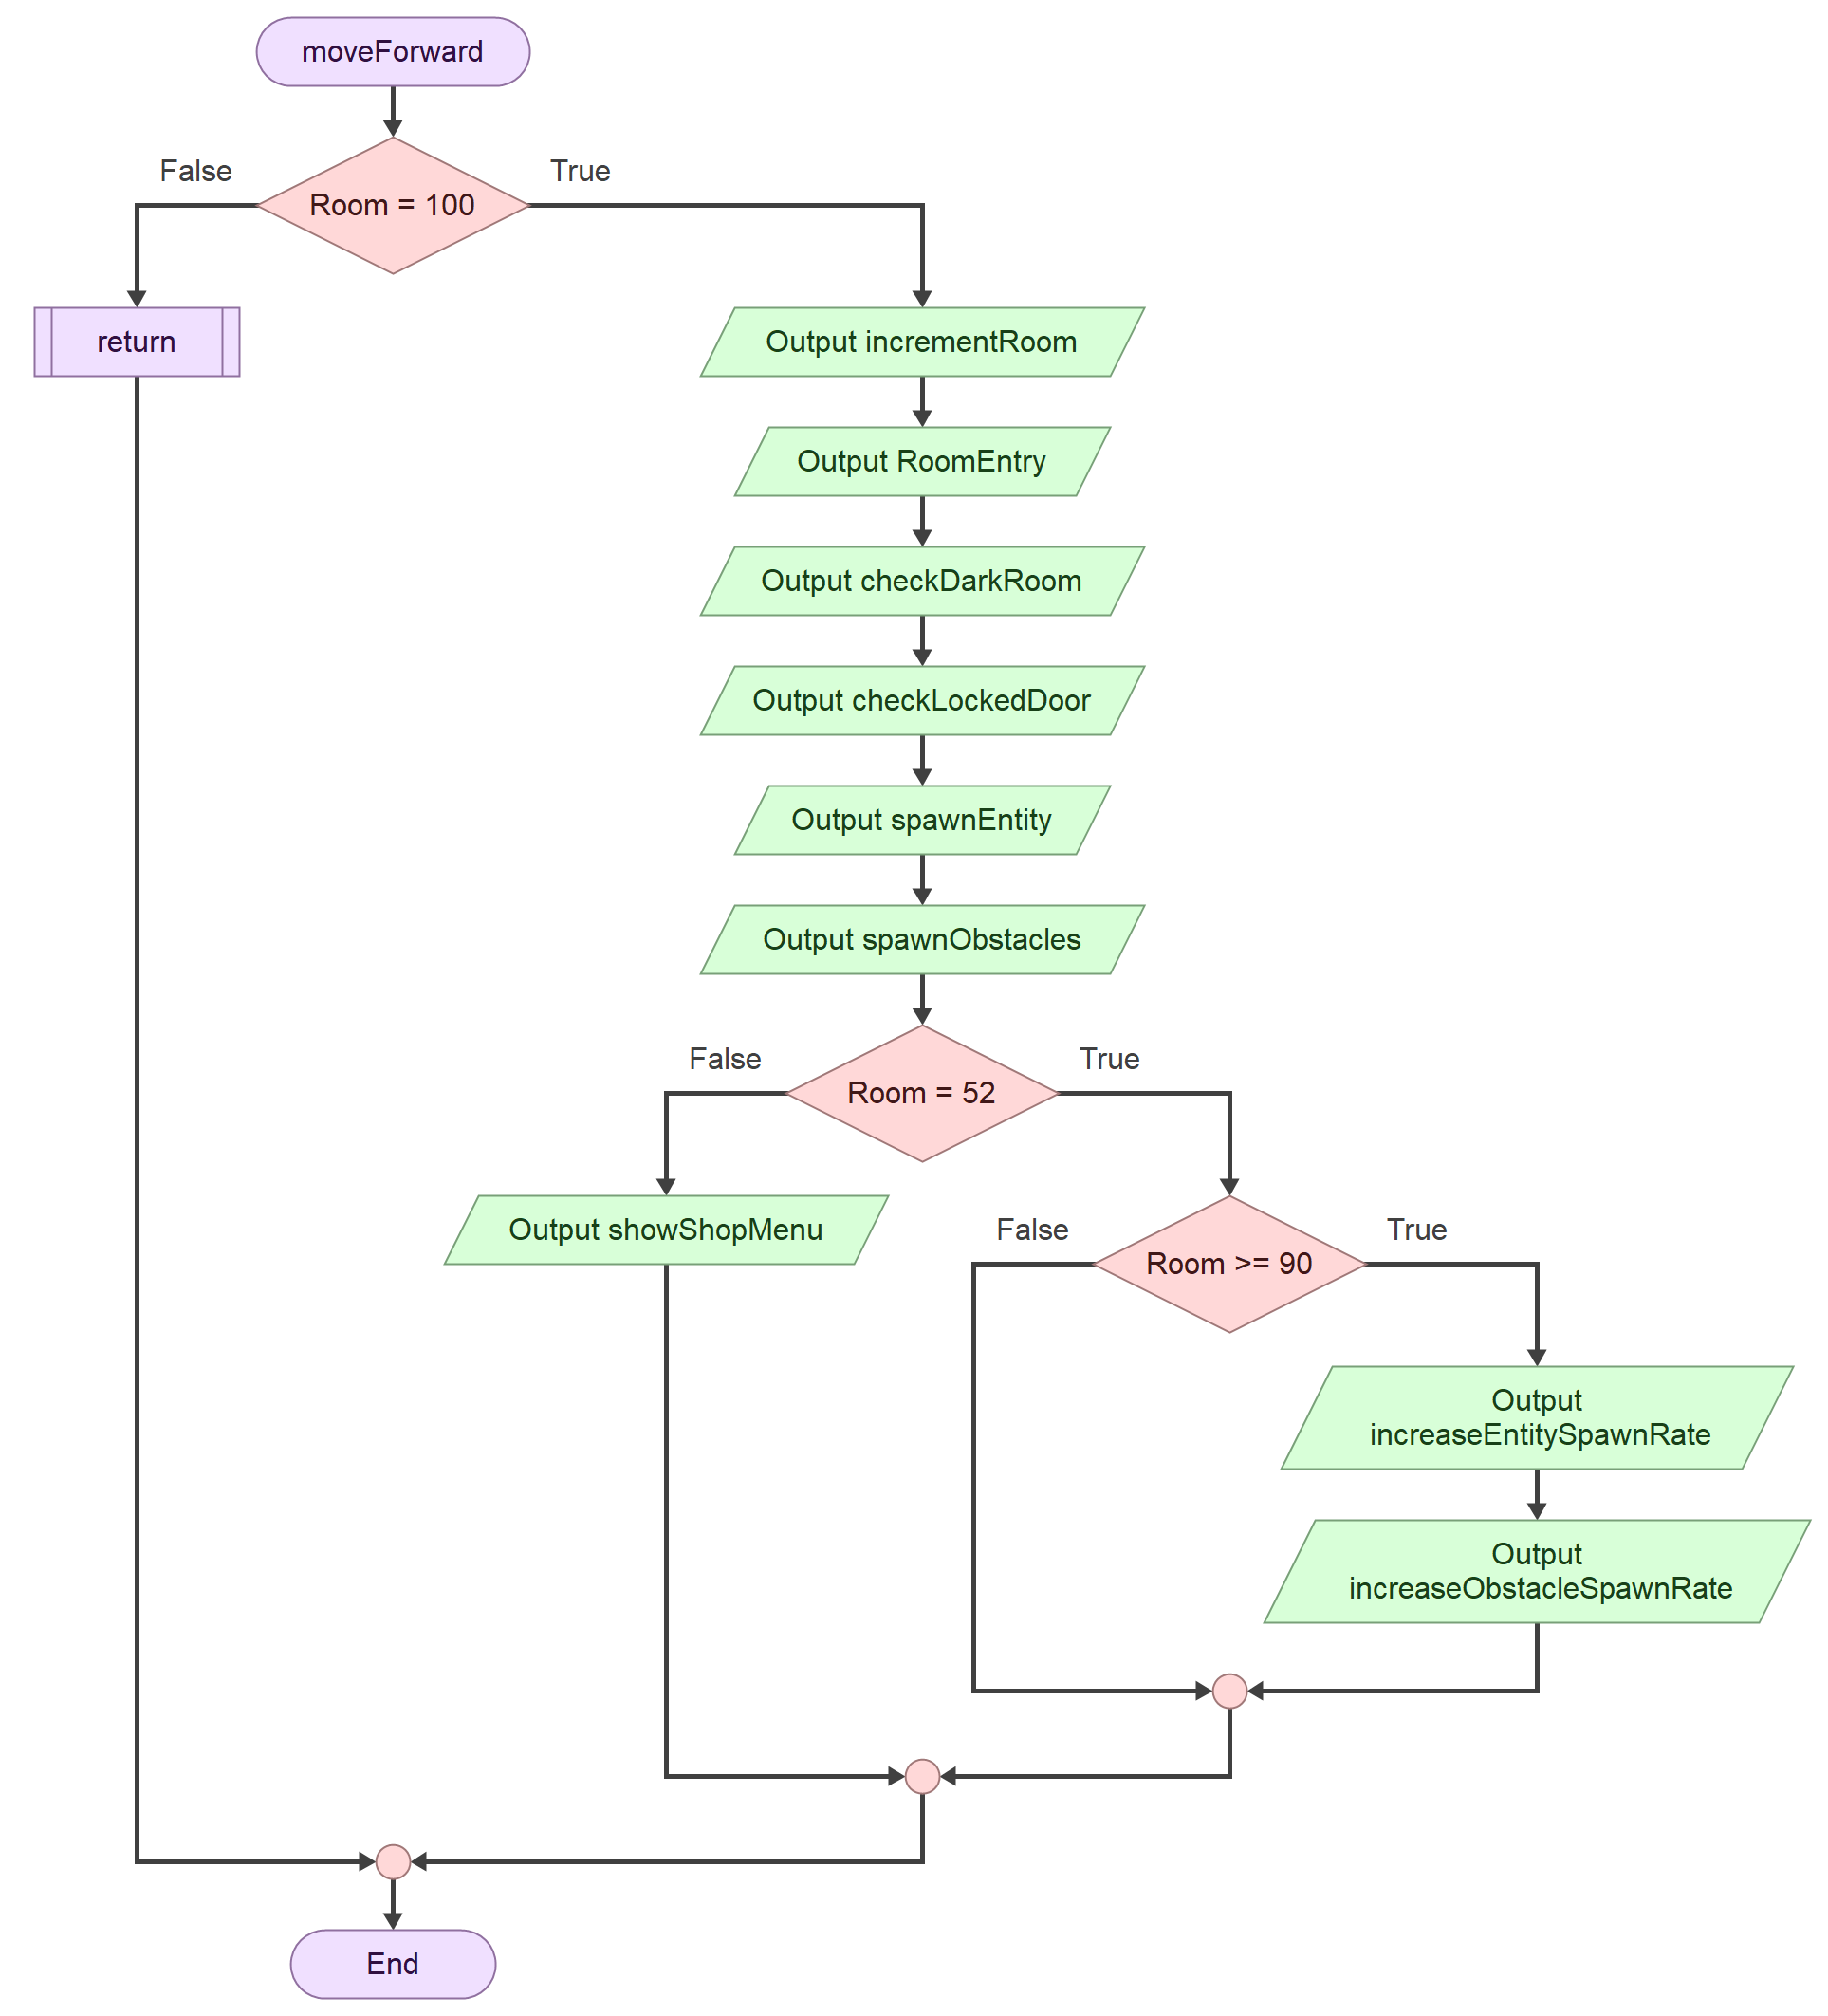 moveForward
False
True
Room = 100
return
Output incrementRoom
Output RoomEntry
Output checkDarkRoom
Output checkLockedDoor
Output spawnEntity
Output spawnObstacles
False
True
Room = 52
Output showShopMenu
False
True
Room >= 90
Output
increaseEntitySpawnRate
Output
increaseObstacleSpawnRate
End